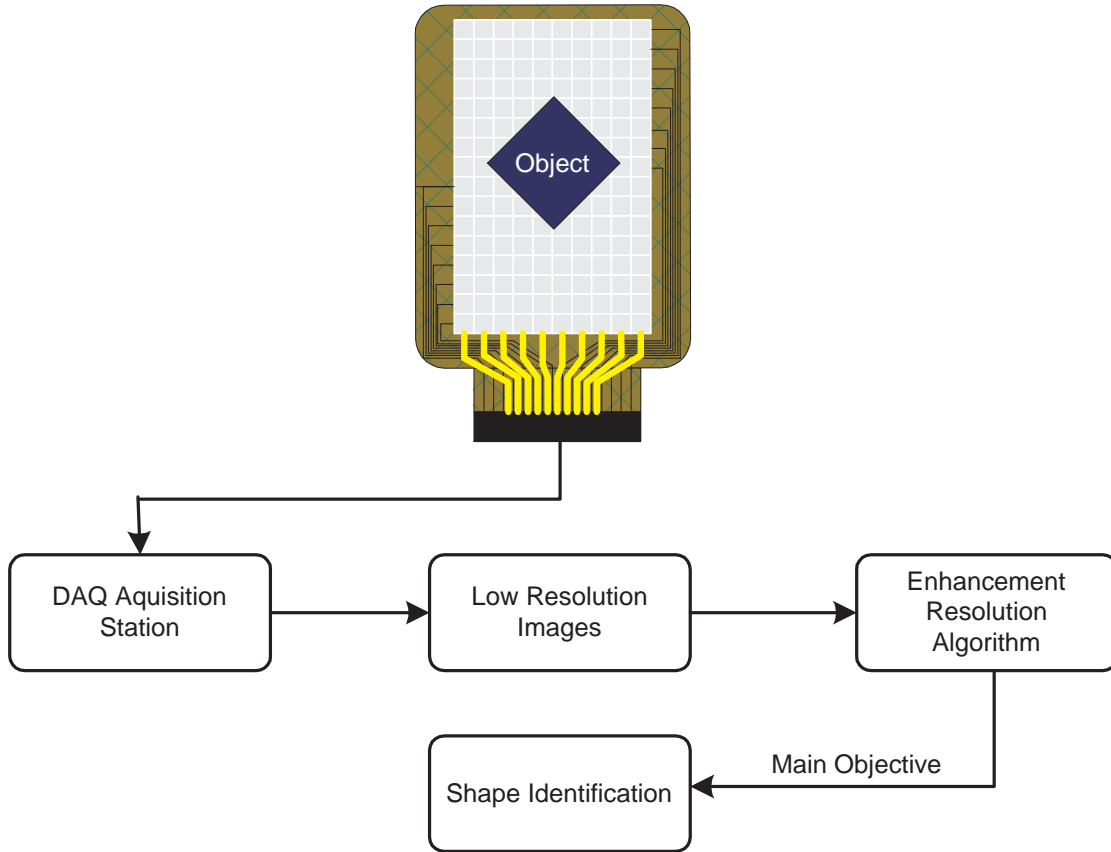 Object
DAQ Aquisition
Station
Low Resolution
Images
Enhancement
Resolution
Algorithm
Main Objective
Shape Identification